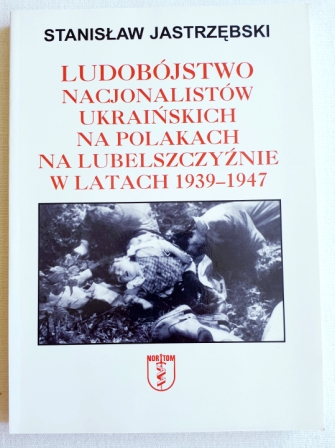 STANISŁAW JASTRZĘBSKI
LUDOBÓJSTWO
NACJONALISTÓW
UKRAIŃSKICH
NA POLAKACH
NA LUBELSZCZYŹNIE
W LATACH 1939–1947
NORTOM